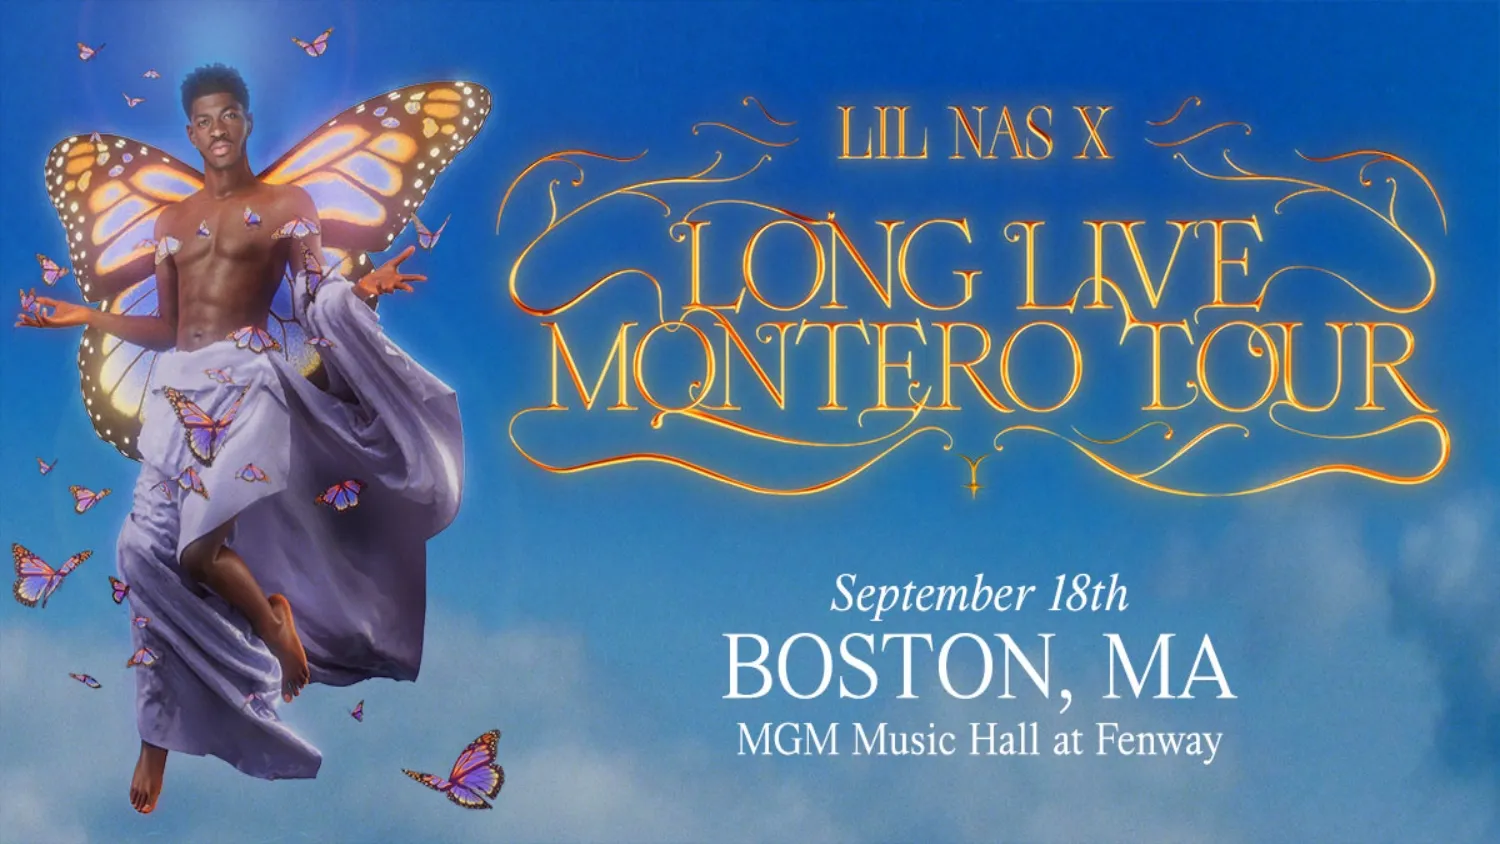 LIL NAS X
LONG LIVE
MONTERO TOUR
September 18th
BOSTON, MA
MGM Music Hall at Fenway